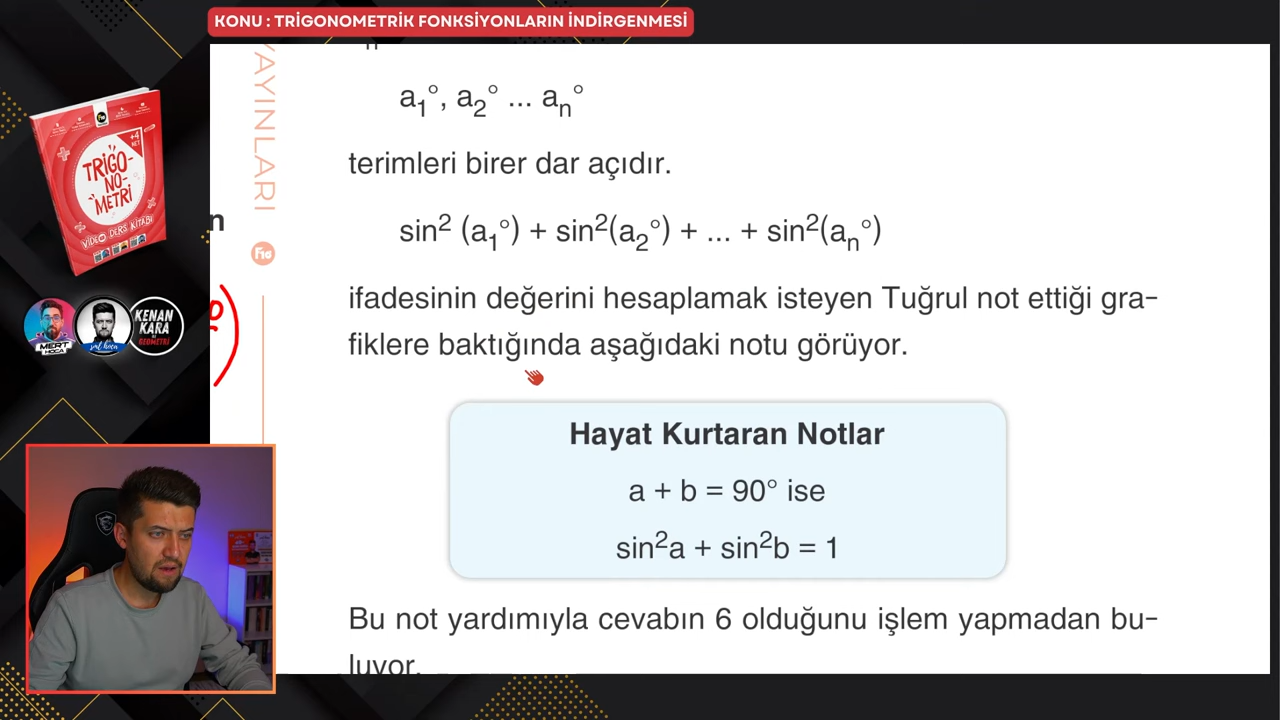 KONU : TRİGONOMETRİK FONKSİYONLARIN İNDİRGENMESİ
YAYINLARI
n
a₁°, a₂° ... aₙ°
terimleri birer dar açıdır.
n
sin² (a₁°) + sin²(a₂°) + ... + sin²(aₙ°)
ifadesinin değerini hesaplamak isteyen Tuğrul not ettiği gra-
fiklere baktığında aşağıdaki notu görüyor.
Hayat Kurtaran Notlar
a + b = 90° ise
sin²a + sin²b = 1
Bu not yardımıyla cevabın 6 olduğunu işlem yapmadan bu-
luyor.
F10
+4 NET
TRİGO-
NO-
METRİ
VİDEO DERS KİTABI
MERT
HOCA
KENAN
KARA
GEOMETRİ